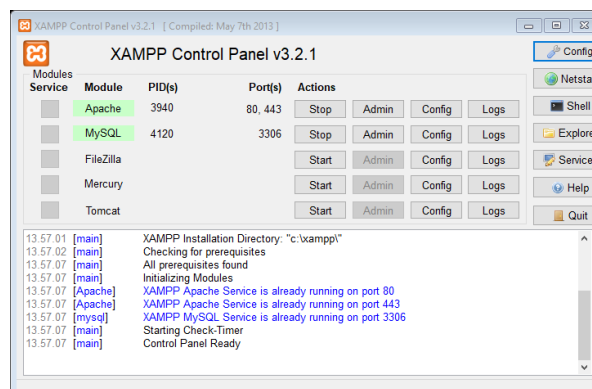 XAMPP Control Panel v3.2.1 [ Compiled: May 7th 2013 ]
XAMPP Control Panel v3.2.1
Config
Modules
Service Module PID(s) Port(s) Actions
Netsta
Apache 3940 80, 443 Stop Admin Config Logs
Shell
MySQL 4120 3306 Stop Admin Config Logs
Explore
FileZilla Start Admin Config Logs
Service
Mercury Start Admin Config Logs
Help
Tomcat Start Admin Config Logs
Quit
13.57.01 [main] XAMPP Installation Directory: "c:\xampp\"
13.57.02 [main] Checking for prerequisites
13.57.07 [main] All prerequisites found
13.57.07 [main] Initializing Modules
13.57.07 [Apache] XAMPP Apache Service is already running on port 80
13.57.07 [Apache] XAMPP Apache Service is already running on port 443
13.57.07 [mysql] XAMPP MySQL Service is already running on port 3306
13.57.07 [main] Starting Check-Timer
13.57.07 [main] Control Panel Ready